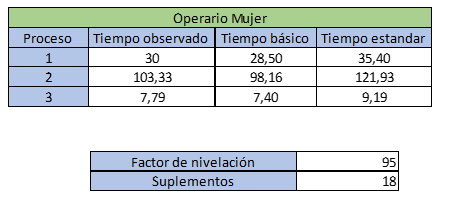 Operario Mujer
Proceso Tiempo observado Tiempo básico Tiempo estandar
1 30 28,50 35,40
2 103,33 98,16 121,93
3 7,79 7,40 9,19
Factor de nivelación 95
Suplementos 18